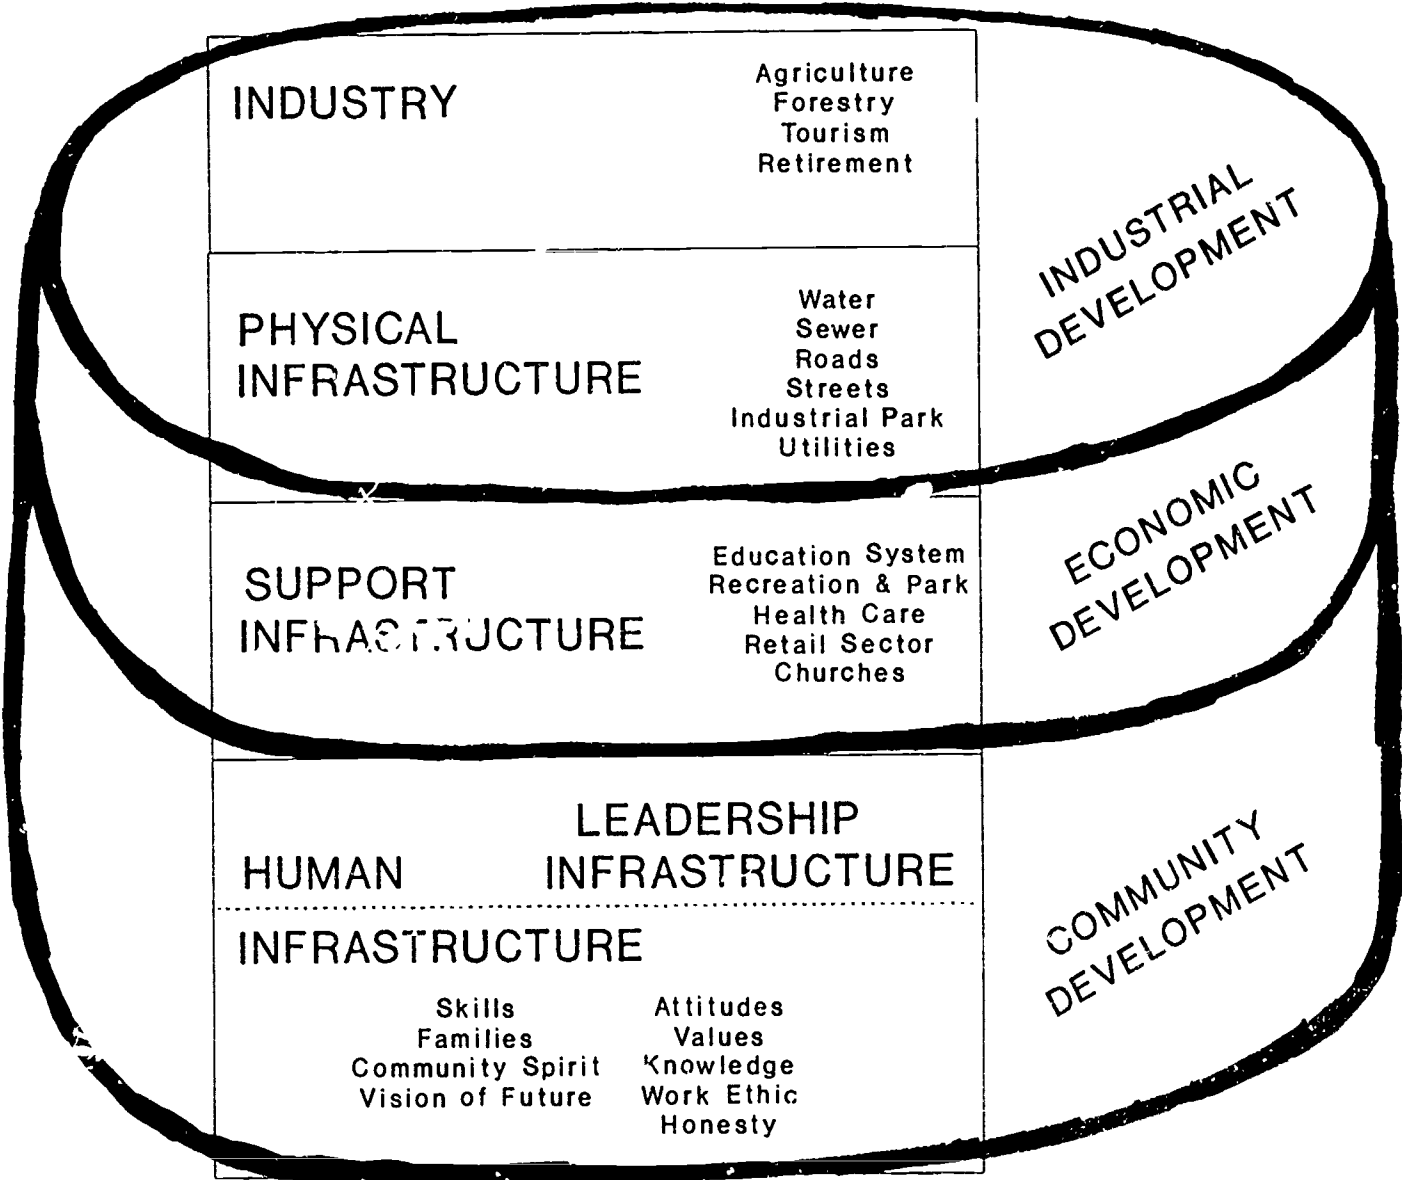 INDUSTRY
Agriculture
Forestry
Tourism
Retirement
INDUSTRIAL
DEVELOPMENT
PHYSICAL
INFRASTRUCTURE
Water
Sewer
Roads
Streets
Industrial Park
Utilities
SUPPORT
INFRASTRUCTURE
Education System
Recreation & Park
Health Care
Retail Sector
Churches
ECONOMIC
DEVELOPMENT
LEADERSHIP
HUMAN INFRASTRUCTURE
INFRASTRUCTURE
Skills
Families
Community Spirit
Vision of Future
Attitudes
Values
Knowledge
Work Ethic
Honesty
COMMUNITY
DEVELOPMENT